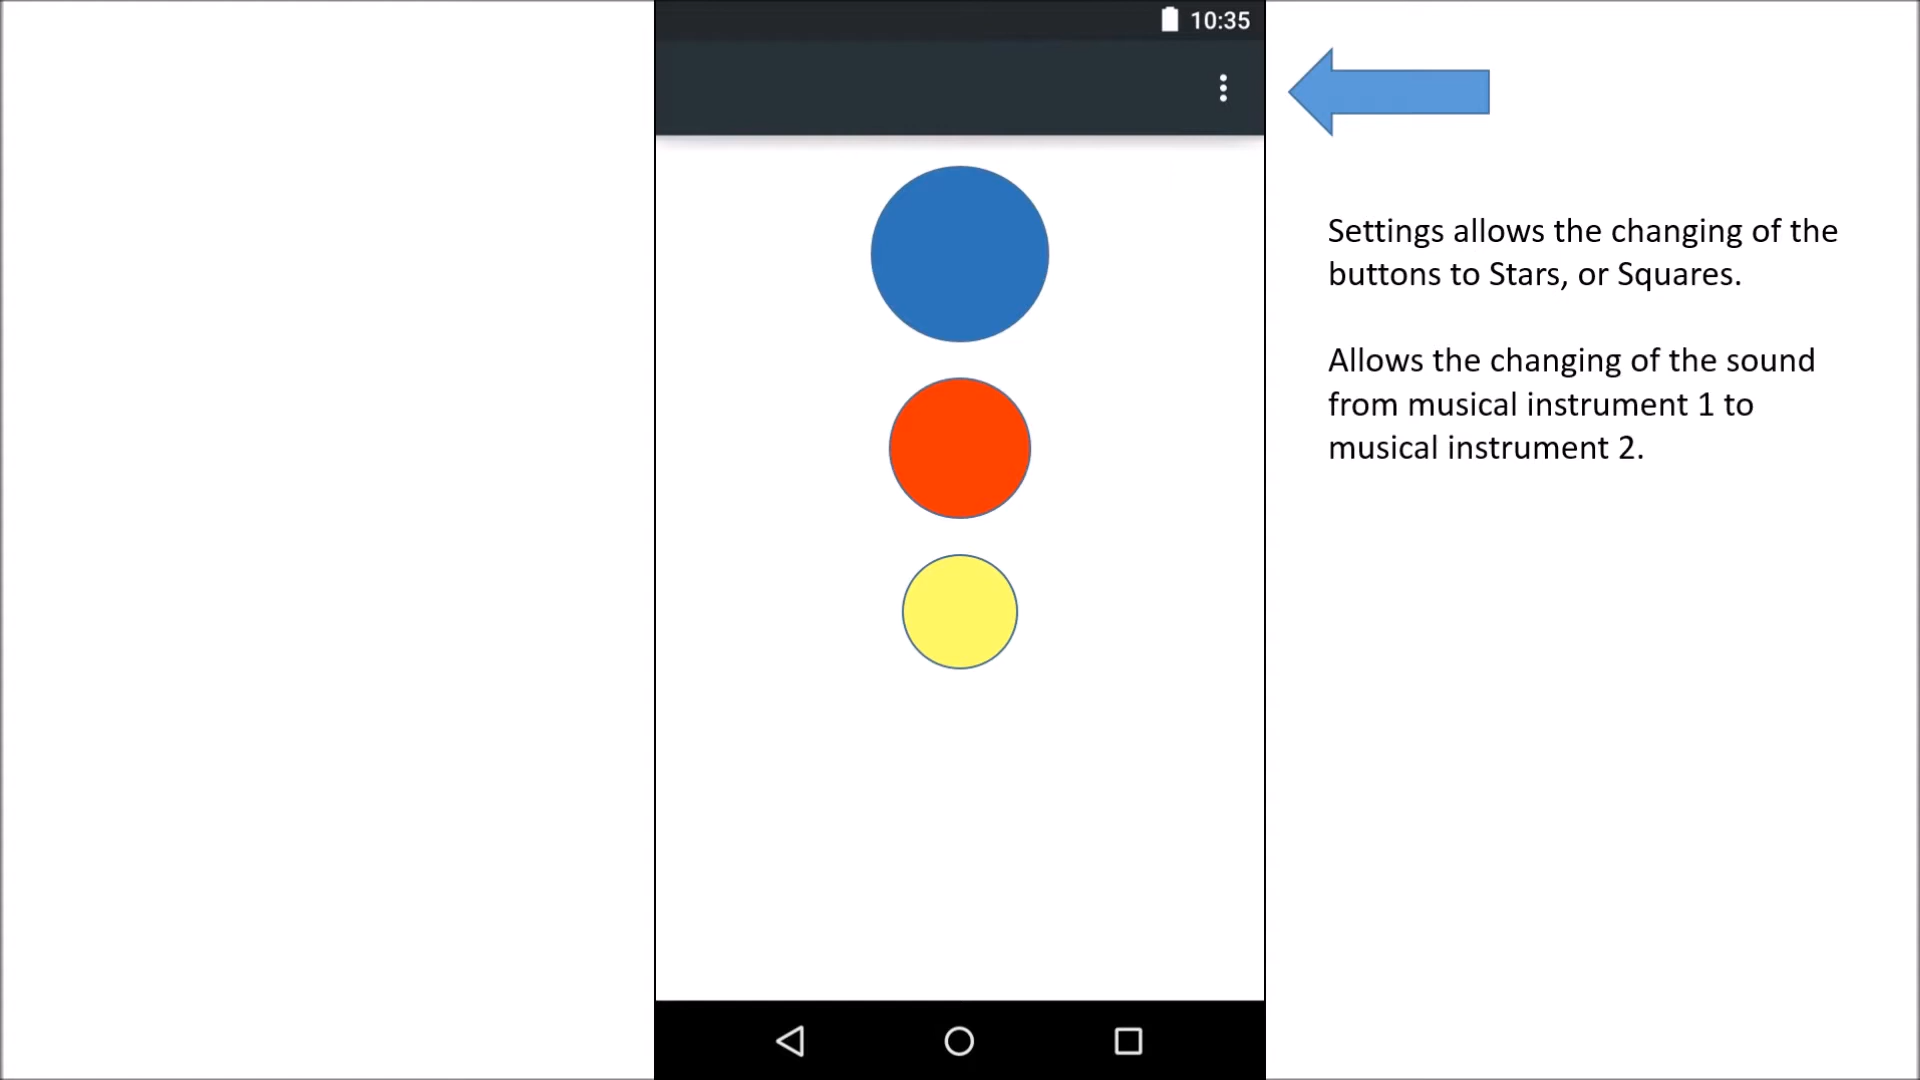 10:35
Settings allows the changing of the
buttons to Stars, or Squares.
Allows the changing of the sound
from musical instrument 1 to
musical instrument 2.